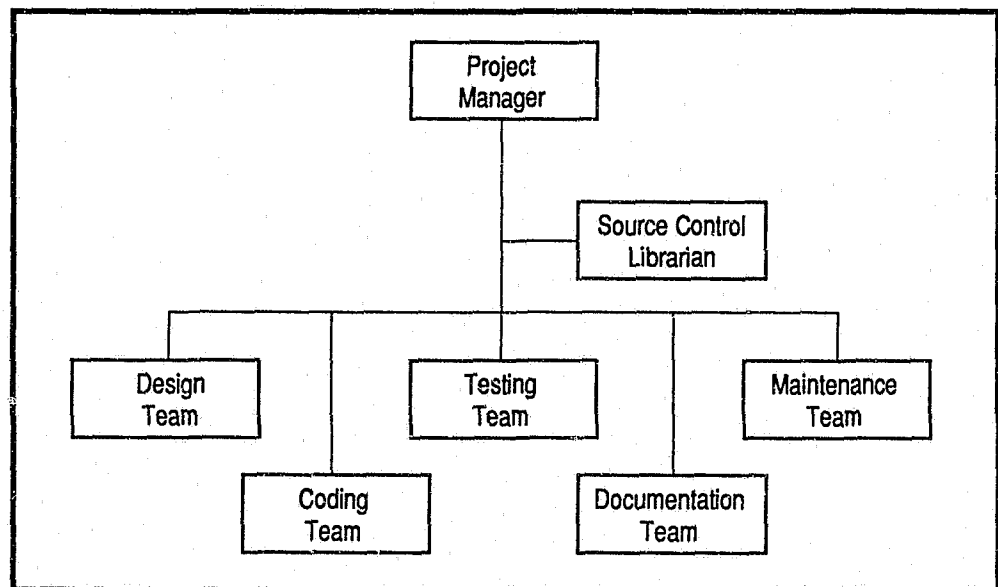 Project
Manager
Source Control
Librarian
Design
Team
Testing
Team
Maintenance
Team
Coding
Team
Documentation
Team